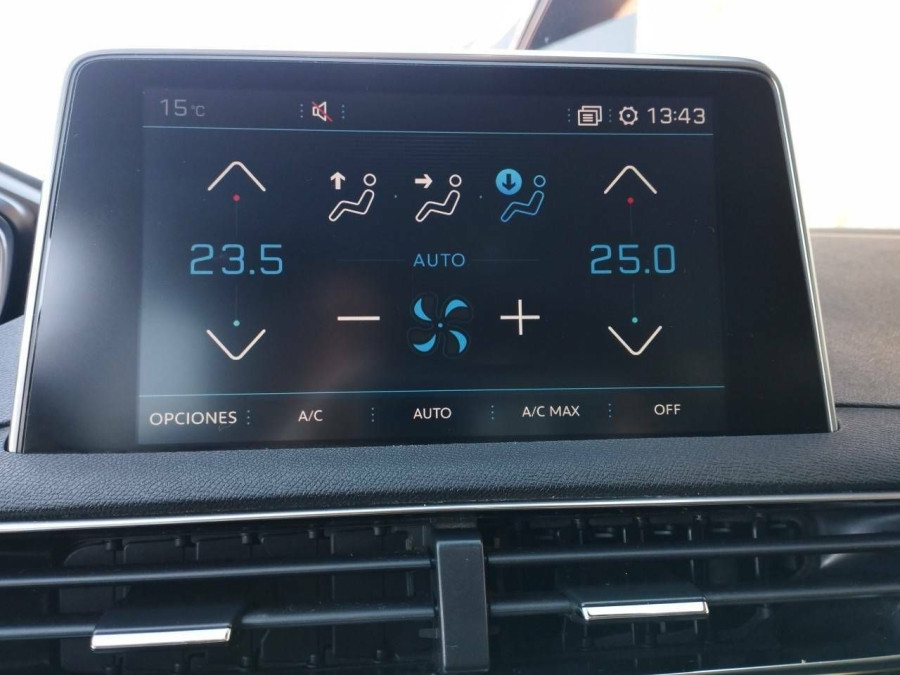 15°C
13:43
23.5
AUTO
25.0
OPCIONES
A/C
AUTO
A/C MAX
OFF